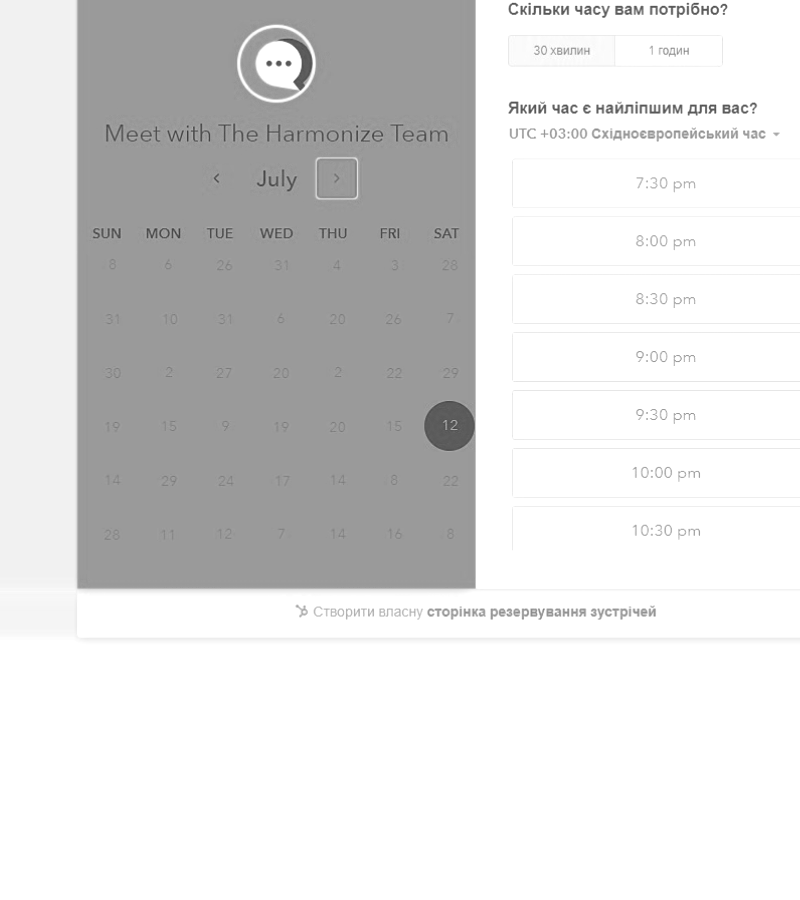 Meet with The Harmonize Team
July
SUN MON TUE WED THU FRI SAT
8 6 26 31 4 3 28
31 10 31 6 20 26 7
30 2 27 20 2 22 29
19 15 9 19 20 15 12
14 29 24 17 14 8 22
28 11 12 7 14 16 8
Скільки часу вам потрібно?
30 хвилин 1 годин
Який час є найліпшим для вас?
UTC +03:00 Східноєвропейський час
7:30 pm
8:00 pm
8:30 pm
9:00 pm
9:30 pm
10:00 pm
10:30 pm
Створити власну сторінка резервування зустрічей